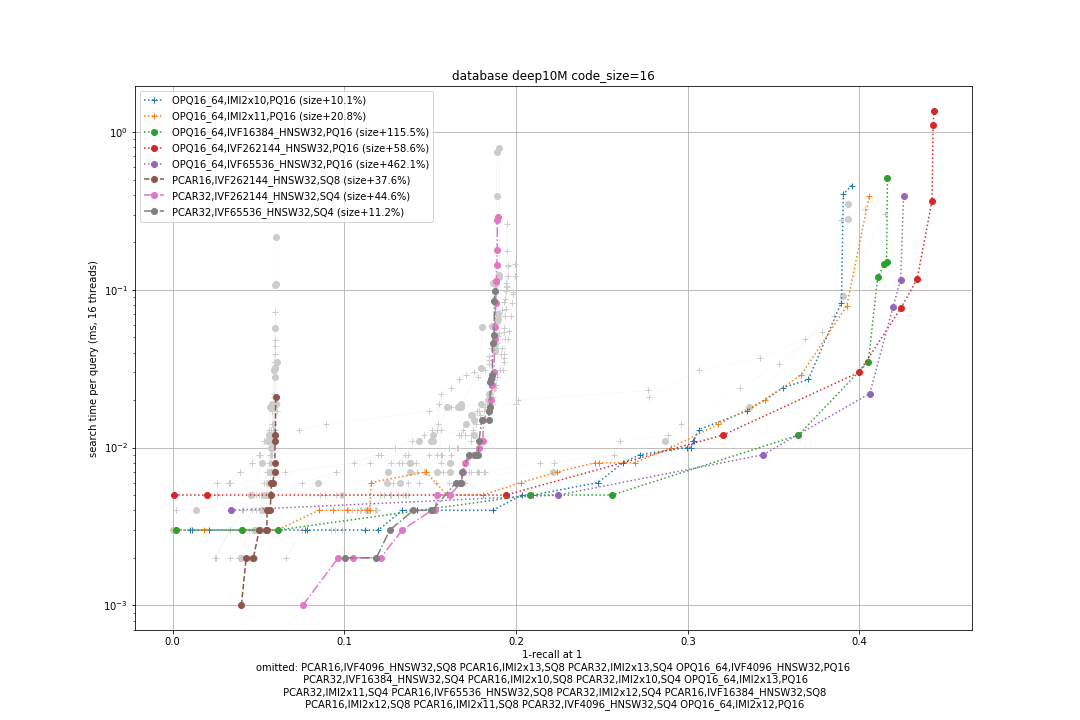 database deep10M code_size=16
OPQ16_64,IMI2x10,PQ16 (size+10.1%)
OPQ16_64,IMI2x11,PQ16 (size+20.8%)
OPQ16_64,IVF16384_HNSW32,PQ16 (size+115.5%)
OPQ16_64,IVF262144_HNSW32,PQ16 (size+58.6%)
OPQ16_64,IVF65536_HNSW32,PQ16 (size+462.1%)
PCAR16,IVF262144_HNSW32,SQ8 (size+37.6%)
PCAR32,IVF262144_HNSW32,SQ4 (size+44.6%)
PCAR32,IVF65536_HNSW32,SQ4 (size+11.2%)
search time per query (ms, 16 threads)
10⁰
10⁻¹
10⁻²
10⁻³
0.0 0.1 0.2 0.3 0.4
1-recall at 1
omitted: PCAR16,IVF4096_HNSW32,SQ8 PCAR16,IMI2x13,SQ8 PCAR32,IMI2x13,SQ4 OPQ16_64,IVF4096_HNSW32,PQ16
PCAR32,IVF16384_HNSW32,SQ4 PCAR16,IMI2x10,SQ8 PCAR32,IMI2x10,SQ4 OPQ16_64,IMI2x13,PQ16
PCAR32,IMI2x11,SQ4 PCAR16,IVF65536_HNSW32,SQ8 PCAR32,IMI2x12,SQ4 PCAR16,IVF16384_HNSW32,SQ8
PCAR16,IMI2x12,SQ8 PCAR16,IMI2x11,SQ8 PCAR32,IVF4096_HNSW32,SQ4 OPQ16_64,IMI2x12,PQ16